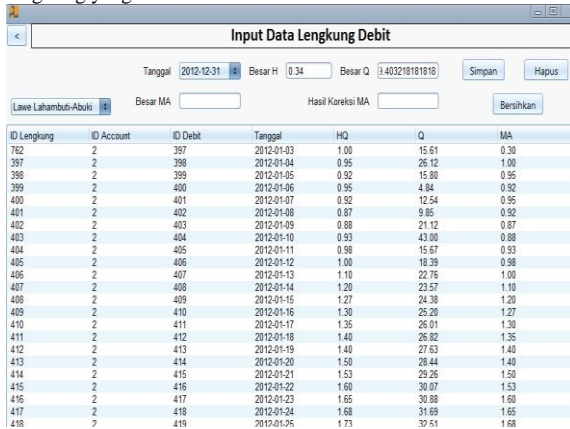 <
Input Data Lengkung Debit
Tanggal 2012-12-31 Besar H 0.34 Besar Q 9.403218181818 Simpan Hapus
Lawe Lahambuti-Abuki Besar MA Hasil Koreksi MA Bersihkan
ID Lengkung ID Account ID Debit Tanggal HQ Q MA
762 2 397 2012-01-03 1.00 15.61 0.30
397 2 398 2012-01-04 0.95 26.12 1.00
398 2 399 2012-01-05 0.92 15.80 0.95
399 2 400 2012-01-06 0.95 4.84 0.92
400 2 401 2012-01-07 0.92 12.54 0.95
401 2 402 2012-01-08 0.87 9.85 0.92
402 2 403 2012-01-09 0.88 21.12 0.87
403 2 404 2012-01-10 0.93 43.00 0.88
404 2 405 2012-01-11 0.98 15.67 0.93
405 2 406 2012-01-12 1.00 18.39 0.98
406 2 407 2012-01-13 1.10 22.76 1.00
407 2 408 2012-01-14 1.20 23.57 1.10
408 2 409 2012-01-15 1.27 24.38 1.20
409 2 410 2012-01-16 1.30 25.20 1.27
410 2 411 2012-01-17 1.35 26.01 1.30
411 2 412 2012-01-18 1.40 26.82 1.35
412 2 413 2012-01-19 1.40 27.63 1.40
413 2 414 2012-01-20 1.50 28.44 1.40
414 2 415 2012-01-21 1.53 29.26 1.50
415 2 416 2012-01-22 1.60 30.07 1.53
416 2 417 2012-01-23 1.65 30.88 1.60
417 2 418 2012-01-24 1.68 31.69 1.65
418 2 419 2012-01-25 1.73 32.51 1.68